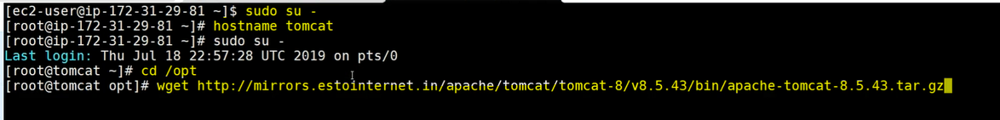 [ec2-user@ip-172-31-29-81 ~]$ sudo su -
[root@ip-172-31-29-81 ~]# hostname tomcat
[root@ip-172-31-29-81 ~]# sudo su -
Last login: Thu Jul 18 22:57:28 UTC 2019 on pts/0
[root@tomcat ~]# cd /opt
[root@tomcat opt]# wget http://mirrors.estointernet.in/apache/tomcat/tomcat-8/v8.5.43/bin/apache-tomcat-8.5.43.tar.gz